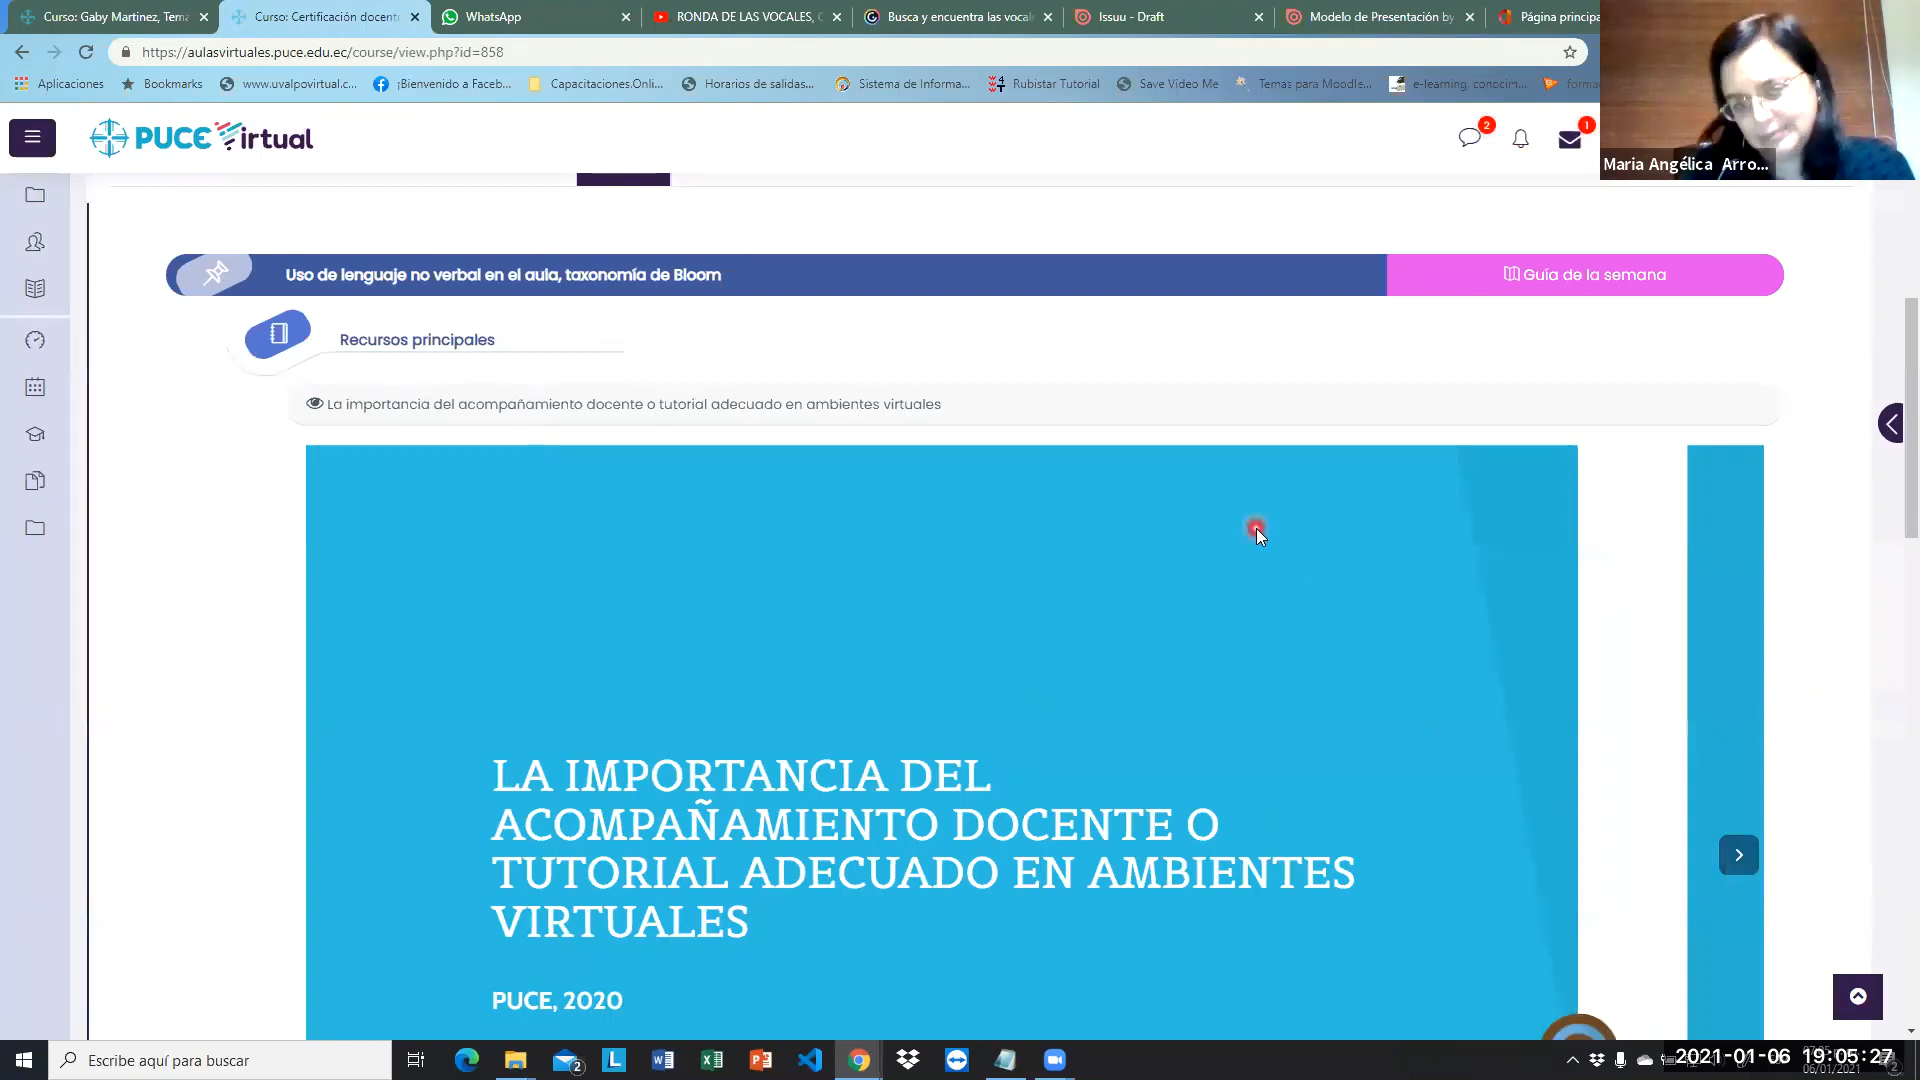 Curso: Gaby Martinez, Tema
Curso: Certificación docent
WhatsApp
RONDA DE LAS VOCALES, C
Busca y encuentra las vocal
Issuu - Draft
Modelo de Presentación by
Página principa
https://aulasvirtuales.puce.edu.ec/course/view.php?id=858
Aplicaciones
Bookmarks
www.uvalpovirtual.c...
¡Bienvenido a Faceb...
Capacitaciones.Onli...
Horarios de salidas...
Sistema de Informa...
Rubistar Tutorial
Save Video Me
Temas para Moodle...
e-learning, conocim...
forma
PUCE Virtual
2
1
Maria Angélica Arro...
Uso de lenguaje no verbal en el aula, taxonomía de Bloom
Guía de la semana
Recursos principales
La importancia del acompañamiento docente o tutorial adecuado en ambientes virtuales
LA IMPORTANCIA DEL
ACOMPAÑAMIENTO DOCENTE O
TUTORIAL ADECUADO EN AMBIENTES
VIRTUALES
PUCE, 2020
Escribe aquí para buscar
2
2021-01-06 19:05:27
06/01/2021
2